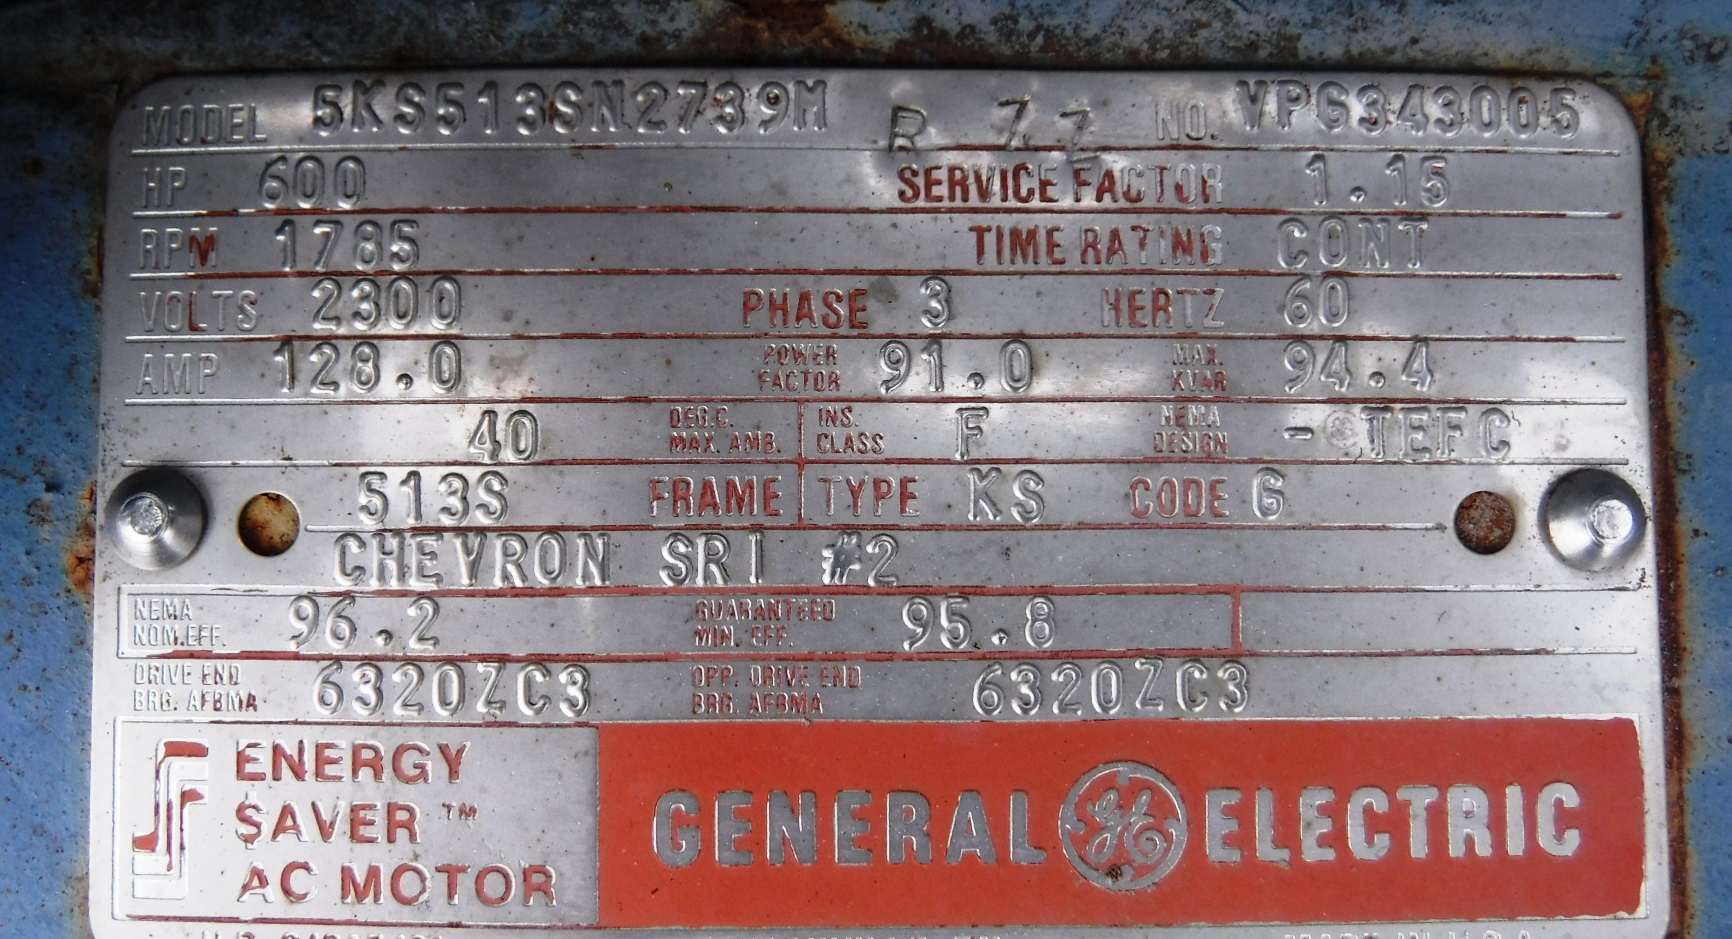 MODEL 5KS513SN2739M R 77 NO. VPG343005
HP 600 SERVICE FACTOR 1.15
RPM 1785 TIME RATING CONT
VOLTS 2300 PHASE 3 HERTZ 60
AMP 128.0 POWER FACTOR 91.0 MAX. KVAR 94.4
40 DEG.C. MAX. AMB. INS. CLASS F NEMA DESIGN - TEFC
513S FRAME TYPE KS CODE G
CHEVRON SRI #2
NEMA NOM.EFF. 96.2 GUARANTEED MIN. EFF. 95.8
DRIVE END BRG. AFBMA 6320ZC3 OPP. DRIVE END BRG. AFBMA 6320ZC3
ENERGY
$AVER™
AC MOTOR
GENERAL GE ELECTRIC
MADE IN U.S.A.